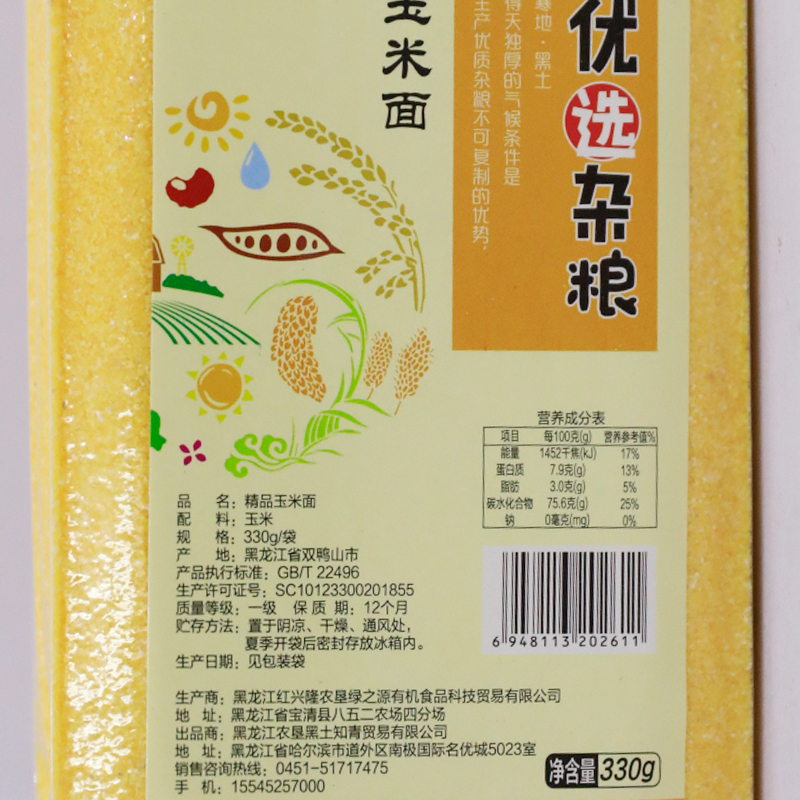 优选杂粮
寒地·黑土
得天独厚的气候条件是
生产优质杂粮不可复制的优势,
玉米面
营养成分表
项目 每100克(g) 营养参考值%
能量 1452千焦(kJ) 17%
蛋白质 7.9克(g) 13%
脂肪 3.0克(g) 5%
碳水化合物 75.6克(g) 25%
钠 0毫克(mg) 0%
品 名：精品玉米面
配 料：玉米
规 格：330g/袋
产 地：黑龙江省双鸭山市
产品执行标准：GB/T 22496
生产许可证号：SC10123300201855
质量等级：一级 保 质 期：12个月
贮存方法：置于阴凉、干燥、通风处，
夏季开袋后密封存放冰箱内。
生产日期：见包装袋
6 948113 202611
生产商：黑龙江红兴隆农垦绿之源有机食品科技贸易有限公司
地 址：黑龙江省宝清县八五二农场四分场
出品商：黑龙江农垦黑土知青贸易有限公司
地 址：黑龙江省哈尔滨市道外区南极国际名优城5023室
销售咨询热线：0451-51717475
手 机：15545257000
净含量 330g